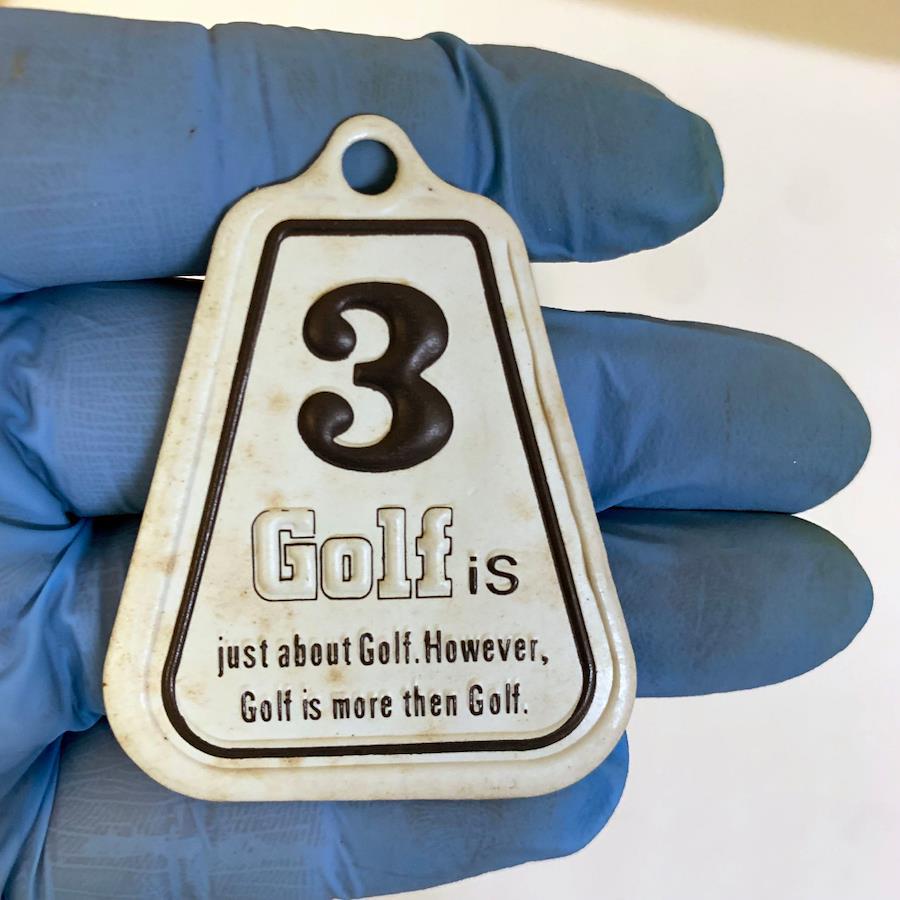 3
Golf is
just about Golf. However,
Golf is more then Golf.